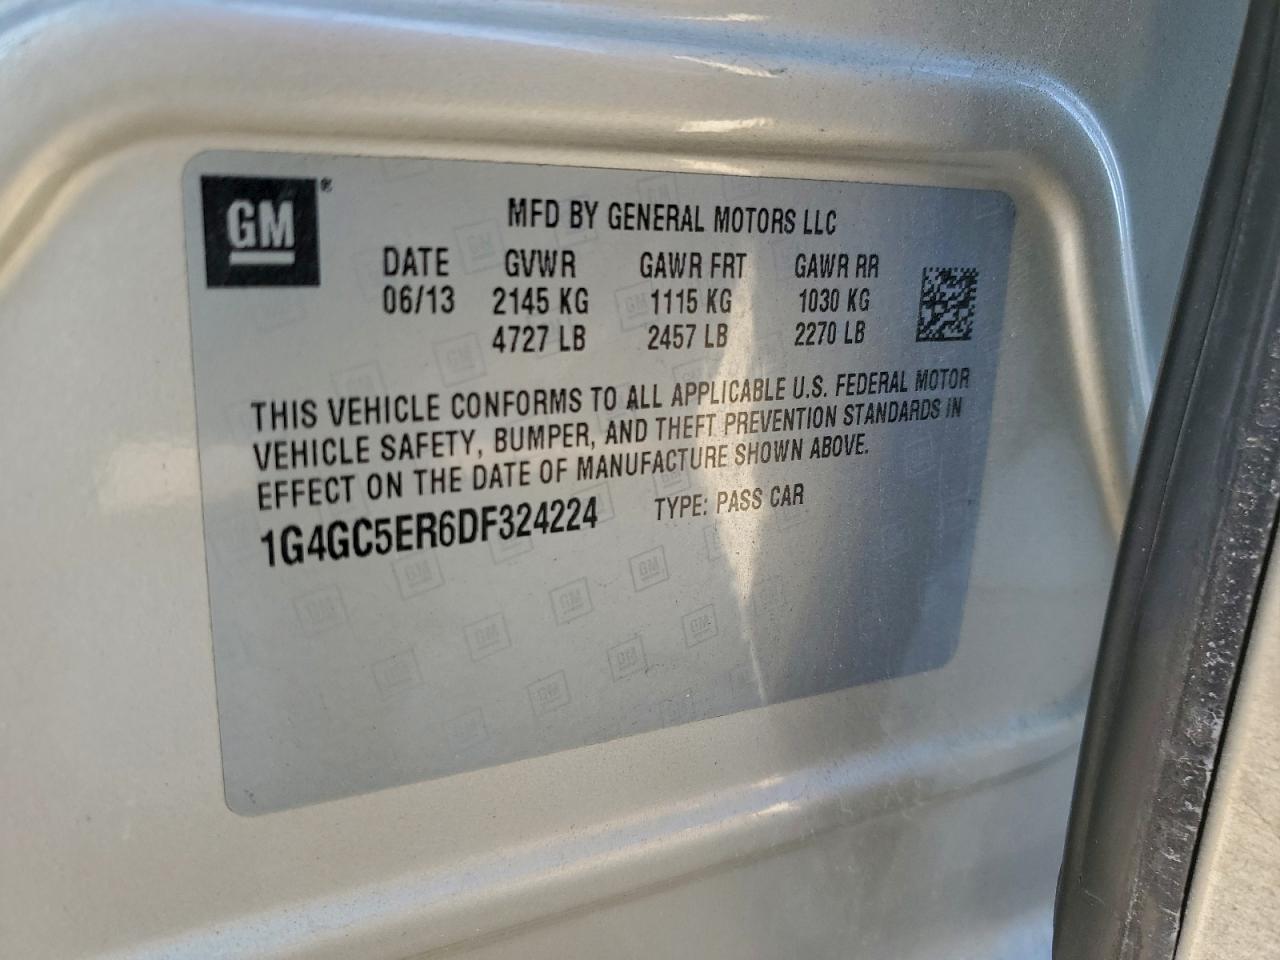 GM®
MFD BY GENERAL MOTORS LLC
DATE GVWR GAWR FRT GAWR RR
06/13 2145 KG 1115 KG 1030 KG
4727 LB 2457 LB 2270 LB
THIS VEHICLE CONFORMS TO ALL APPLICABLE U.S. FEDERAL MOTOR
VEHICLE SAFETY, BUMPER, AND THEFT PREVENTION STANDARDS IN
EFFECT ON THE DATE OF MANUFACTURE SHOWN ABOVE.
1G4GC5ER6DF324224 TYPE: PASS CAR